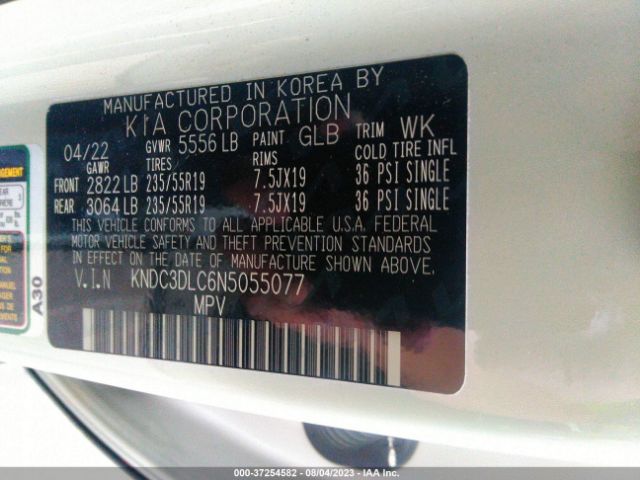 MANUFACTURED IN KOREA BY
KIA CORPORATION
04/22 GVWR 5556 LB PAINT GLB TRIM WK
GAWR TIRES RIMS COLD TIRE INFL
FRONT 2822 LB 235/55R19 7.5JX19 36 PSI SINGLE
REAR 3064 LB 235/55R19 7.5JX19 36 PSI SINGLE
THIS VEHICLE CONFORMS TO ALL APPLICABLE U.S.A. FEDERAL
MOTOR VEHICLE SAFETY AND THEFT PREVENTION STANDARDS
IN EFFECT ON THE DATE OF MANUFACTURE SHOWN ABOVE.
V.I.N KNDC3DLC6N5055077
MPV
A30
000-37254582 - 08/04/2023 - IAA Inc.